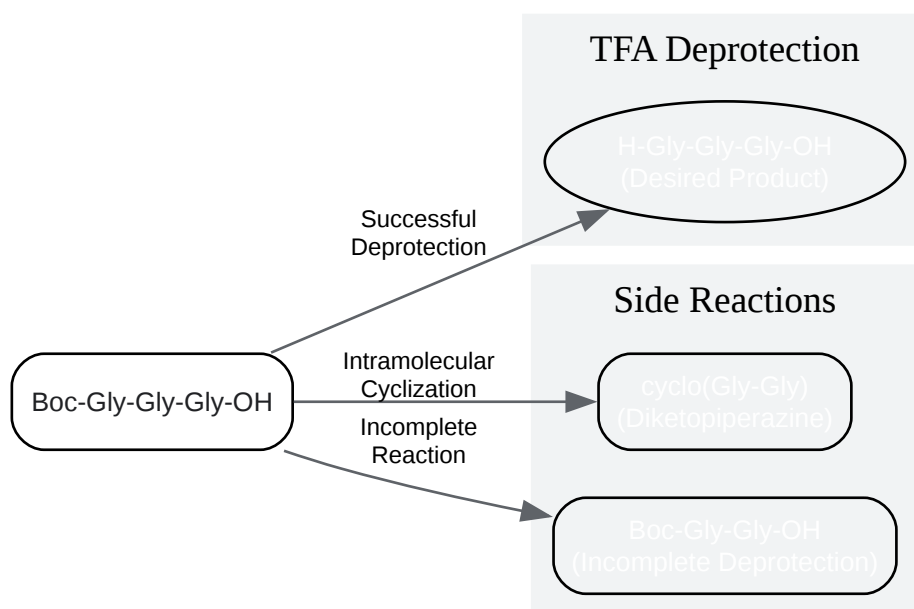 TFA Deprotection
H-Gly-Gly-Gly-OH
(Desired Product)
Successful
Deprotection
Side Reactions
Boc-Gly-Gly-Gly-OH
Intramolecular
Cyclization
cyclo(Gly-Gly)
(Diketopiperazine)
Incomplete
Reaction
Boc-Gly-Gly-OH
(Incomplete Deprotection)